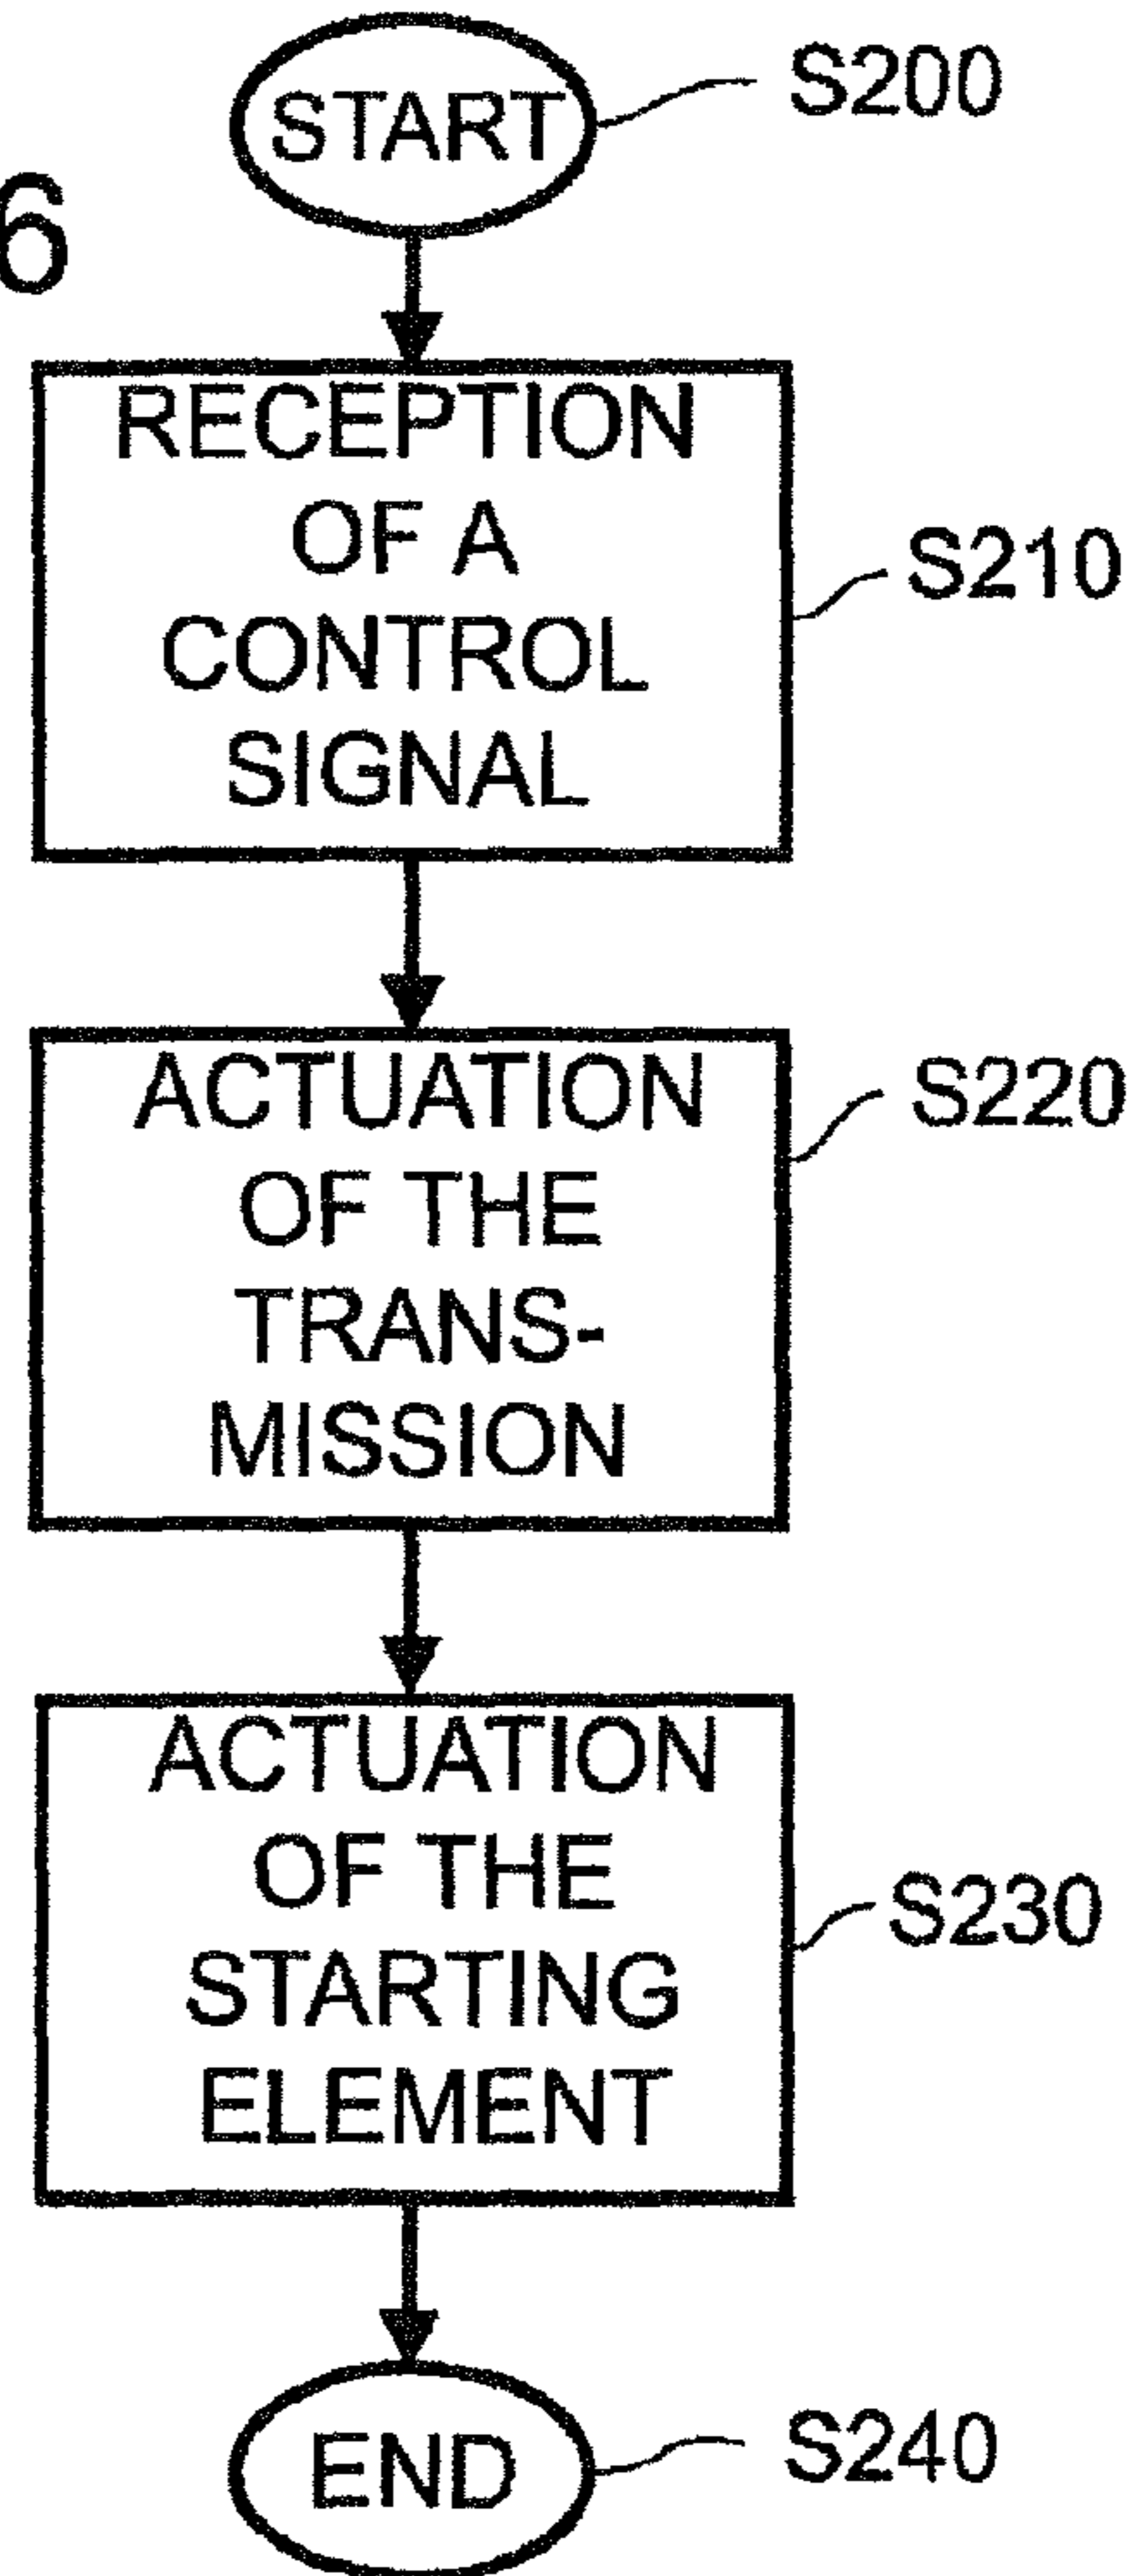 START
S200
6
RECEPTION
OF A
CONTROL
SIGNAL
S210
ACTUATION
OF THE
TRANS-
MISSION
S220
ACTUATION
OF THE
STARTING
ELEMENT
S230
END
S240